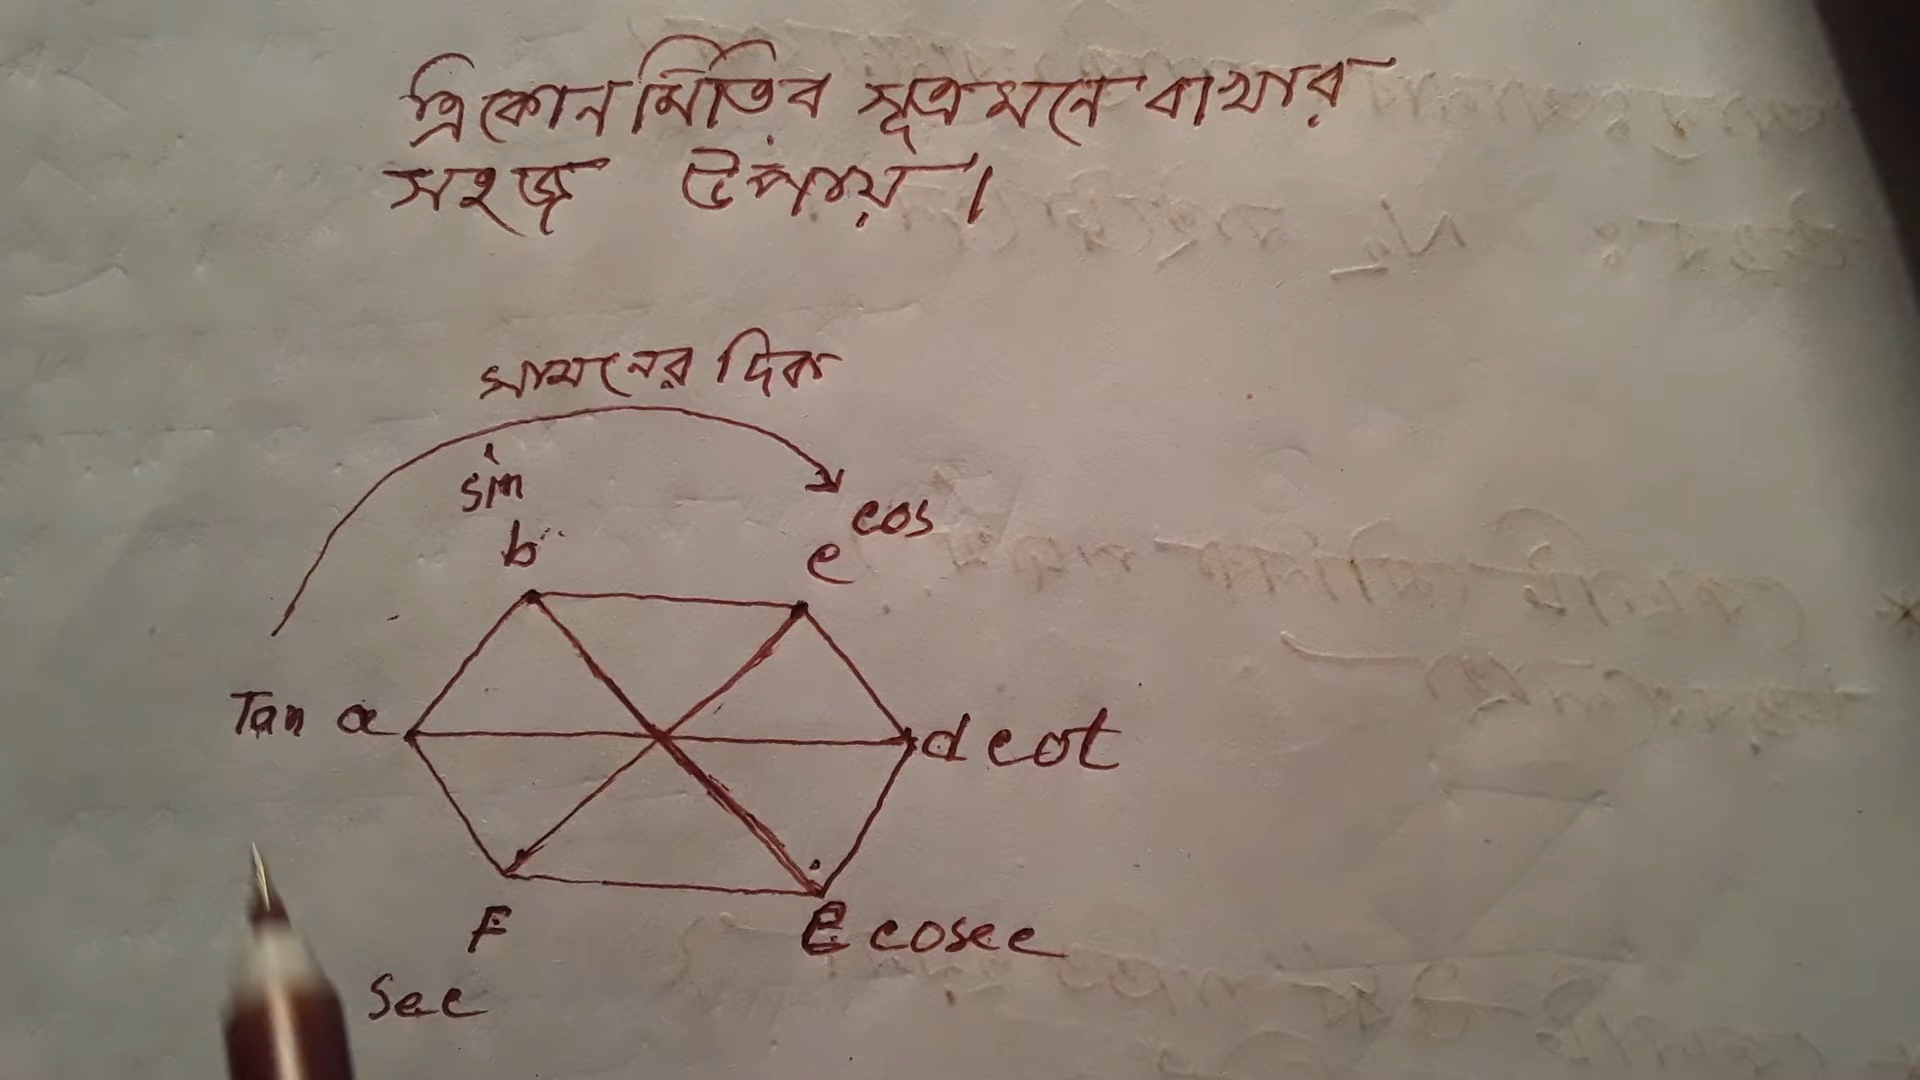 ত্রিকোনমিতির সূত্র মনে রাখার
সহজ উপায়।
সামনের দিক
sin
cos
b
c
Tan a
d cot
F
E cosec
Sec